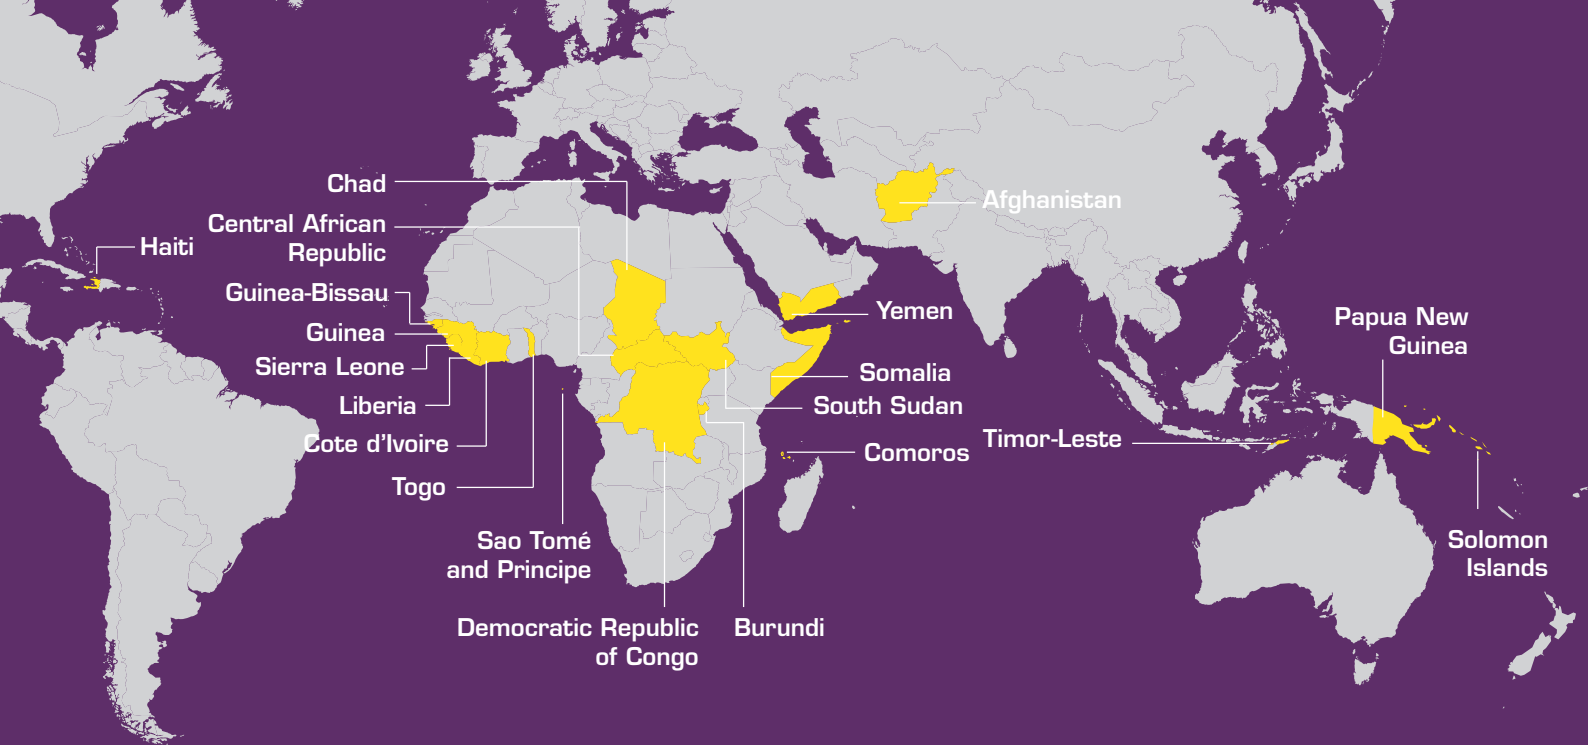 Chad
Central African
Republic
Haiti
Guinea-Bissau
Guinea
Sierra Leone
Liberia
Cote d'Ivoire
Togo
Sao Tomé
and Principe
Democratic Republic
of Congo
Burundi
Afghanistan
Yemen
Somalia
South Sudan
Comoros
Timor-Leste
Papua New
Guinea
Solomon
Islands